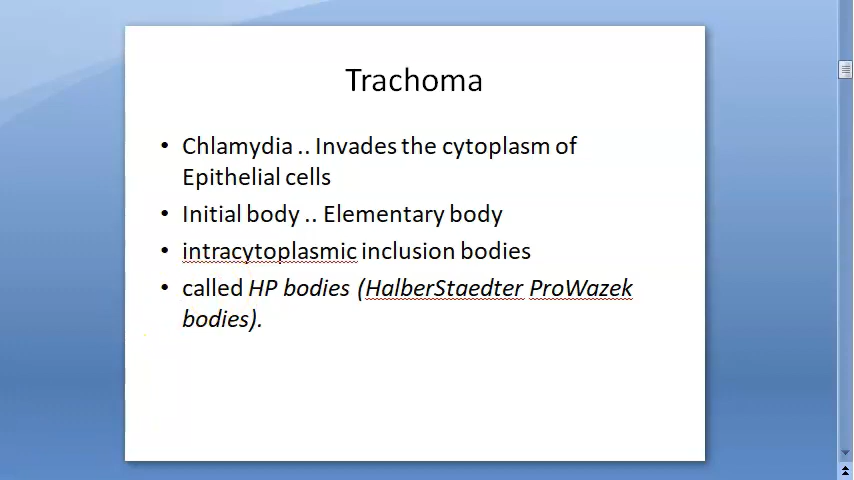 Trachoma
• Chlamydia .. Invades the cytoplasm of
Epithelial cells
• Initial body .. Elementary body
• intracytoplasmic inclusion bodies
• called HP bodies (HalberStaedter ProWazek
bodies).